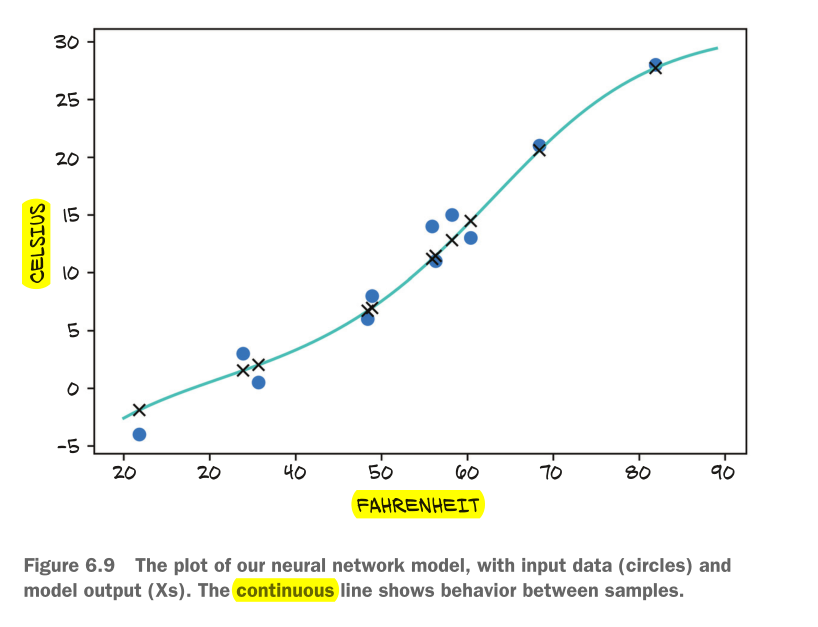 30
25
20
15
10
5
0
-5
CELSIUS
20 20 40 50 60 70 80 90
FAHRENHEIT
Figure 6.9 The plot of our neural network model, with input data (circles) and
model output (Xs). The continuous line shows behavior between samples.